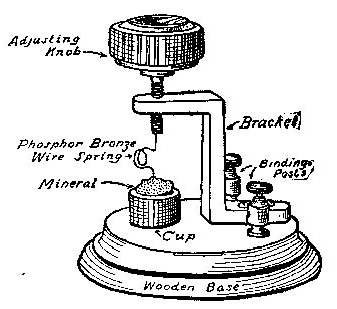 Adjusting
Knob
Bracket
Phosphor Bronze
Wire Spring
Bindings
Posts
Mineral
Cup
Wooden Base